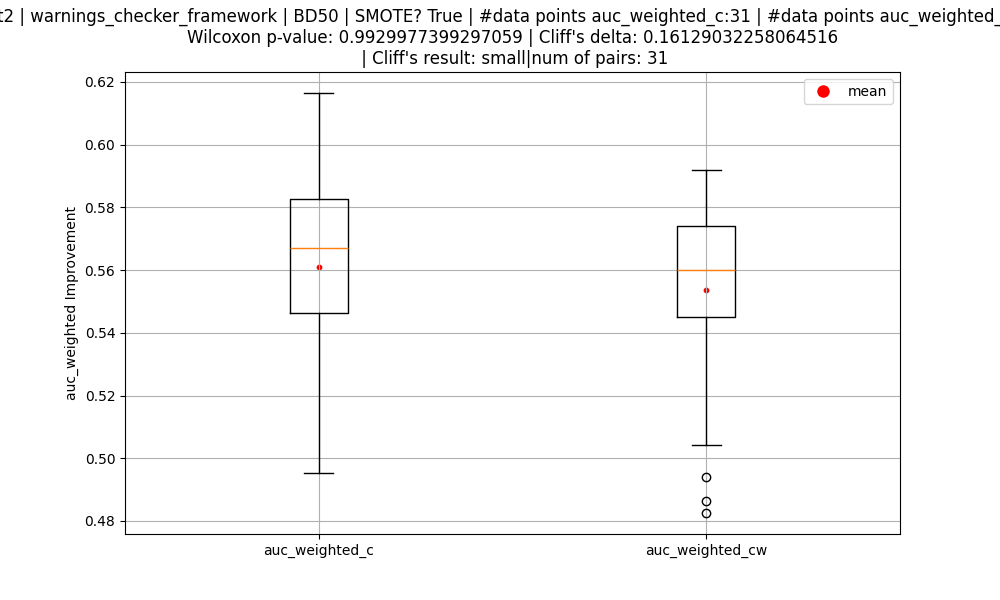 | warnings_checker_framework | BD50 | SMOTE? True | #data points auc_weighted_c:31 | #data points auc_weighted_
Wilcoxon p-value: 0.9929977399297059 | Cliff's delta: 0.16129032258064516
| Cliff's result: small|num of pairs: 31
mean
0.62
0.60
0.58
0.56
0.54
0.52
0.50
0.48
auc_weighted Improvement
auc_weighted_c
auc_weighted_cw